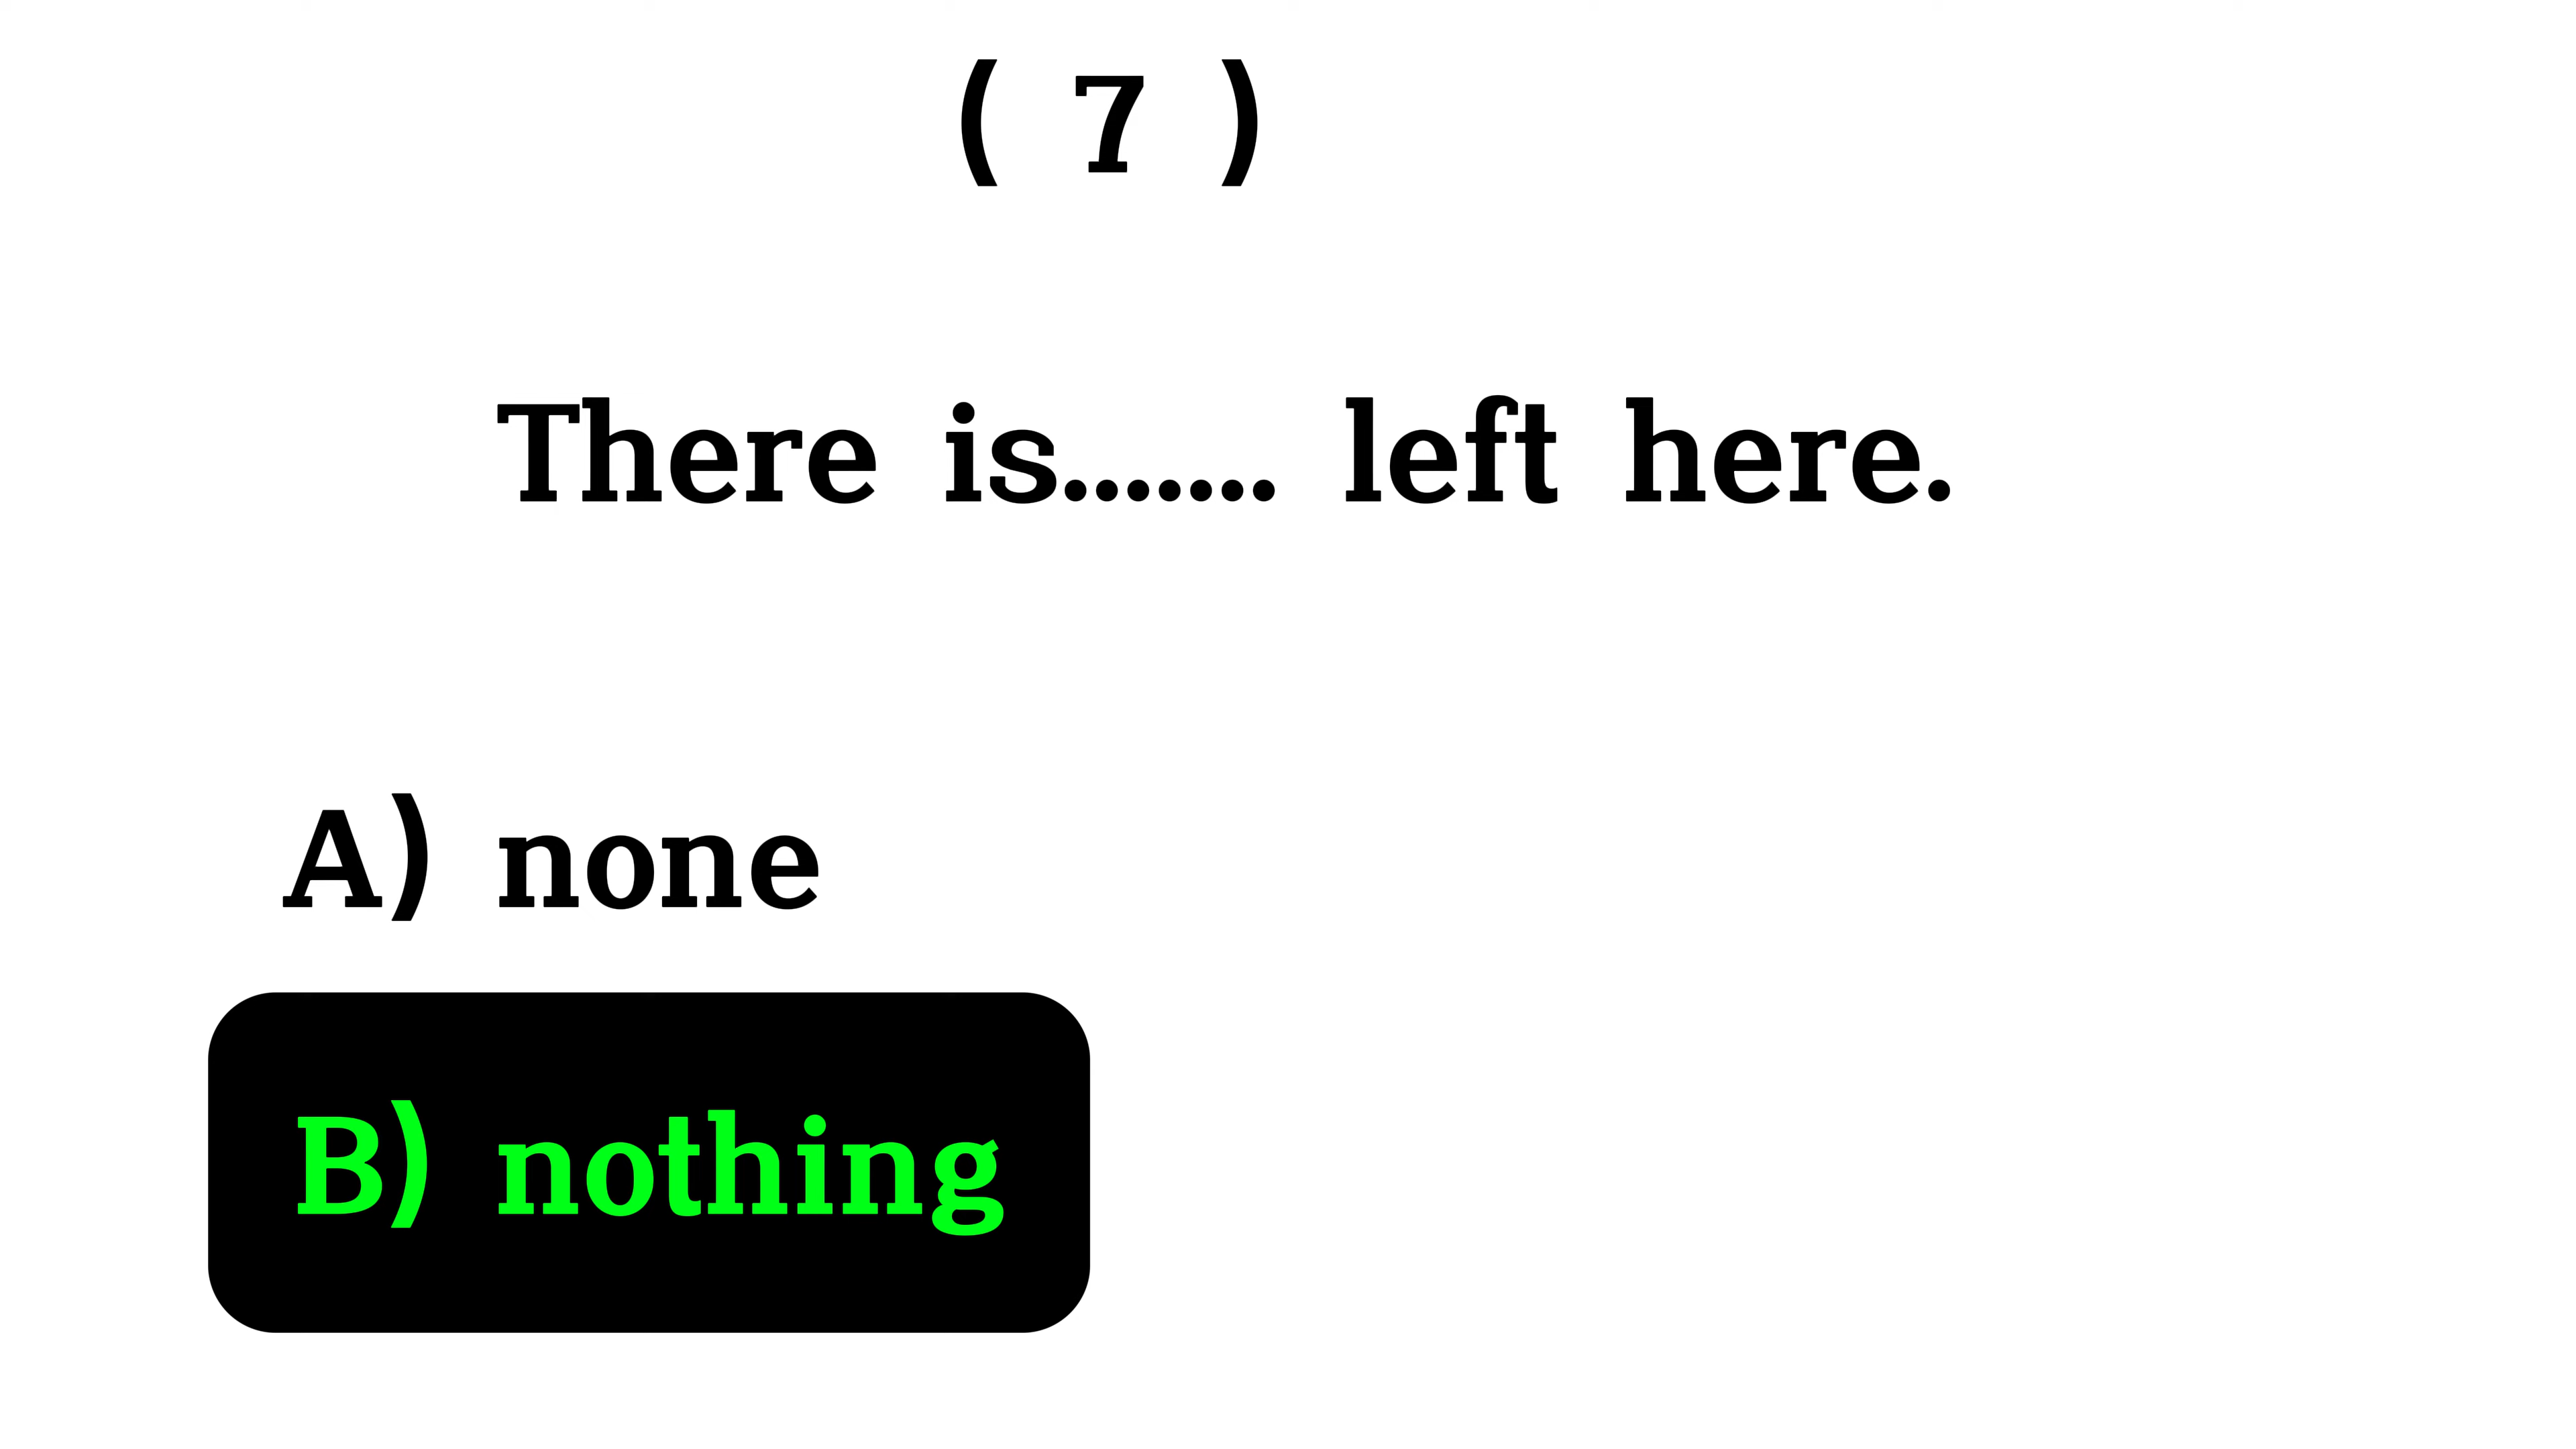 ( 7 )
There is....... left here.
A) none
B) nothing